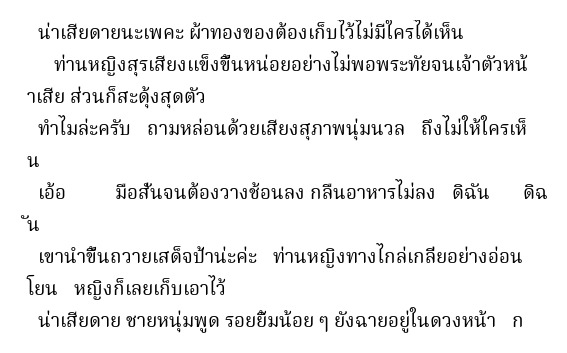 น่าเสียดายนะเพคะ ผ้าทองของต้องเก็บไว้ไม่มีใครได้เห็น
ท่านหญิงสุรเสียงแข็งขึ้นหน่อยอย่างไม่พอพระทัยจนเจ้าตัวหน้
าเสีย ส่วนก็สะดุ้งสุดตัว
ทำไมล่ะครับ ถามหล่อนด้วยเสียงสุภาพนุ่มนวล ถึงไม่ให้ใครเห็
น
เอ้อ มือสั่นจนต้องวางช้อนลง กลืนอาหารไม่ลง ดิฉัน ดิฉ
ัน
เขานำขึ้นถวายเสด็จป้าน่ะค่ะ ท่านหญิงทางไกล่เกลี่ยอย่างอ่อน
โยน หญิงก็เลยเก็บเอาไว้
น่าเสียดาย ชายหนุ่มพูด รอยยิ้มน้อย ๆ ยังฉายอยู่ในดวงหน้า ก